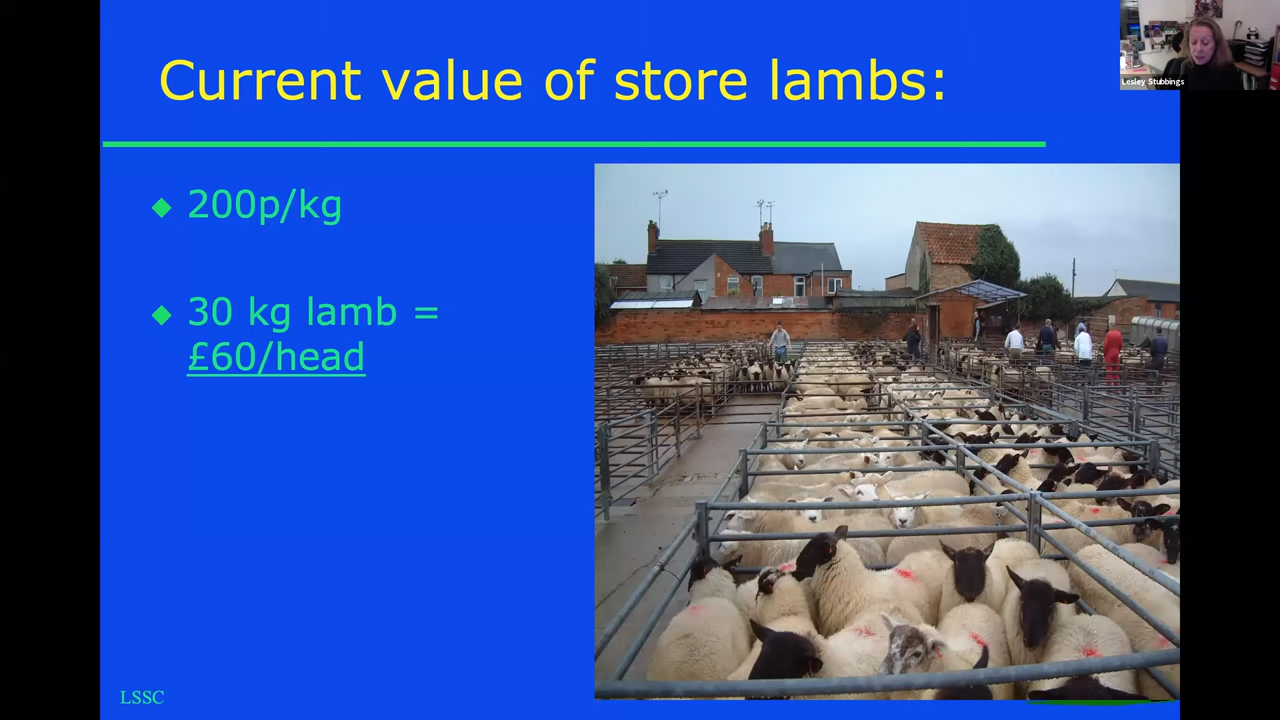 Current value of store lambs:
Lesley Stubbings
200p/kg
30 kg lamb =
£60/head
LSSC